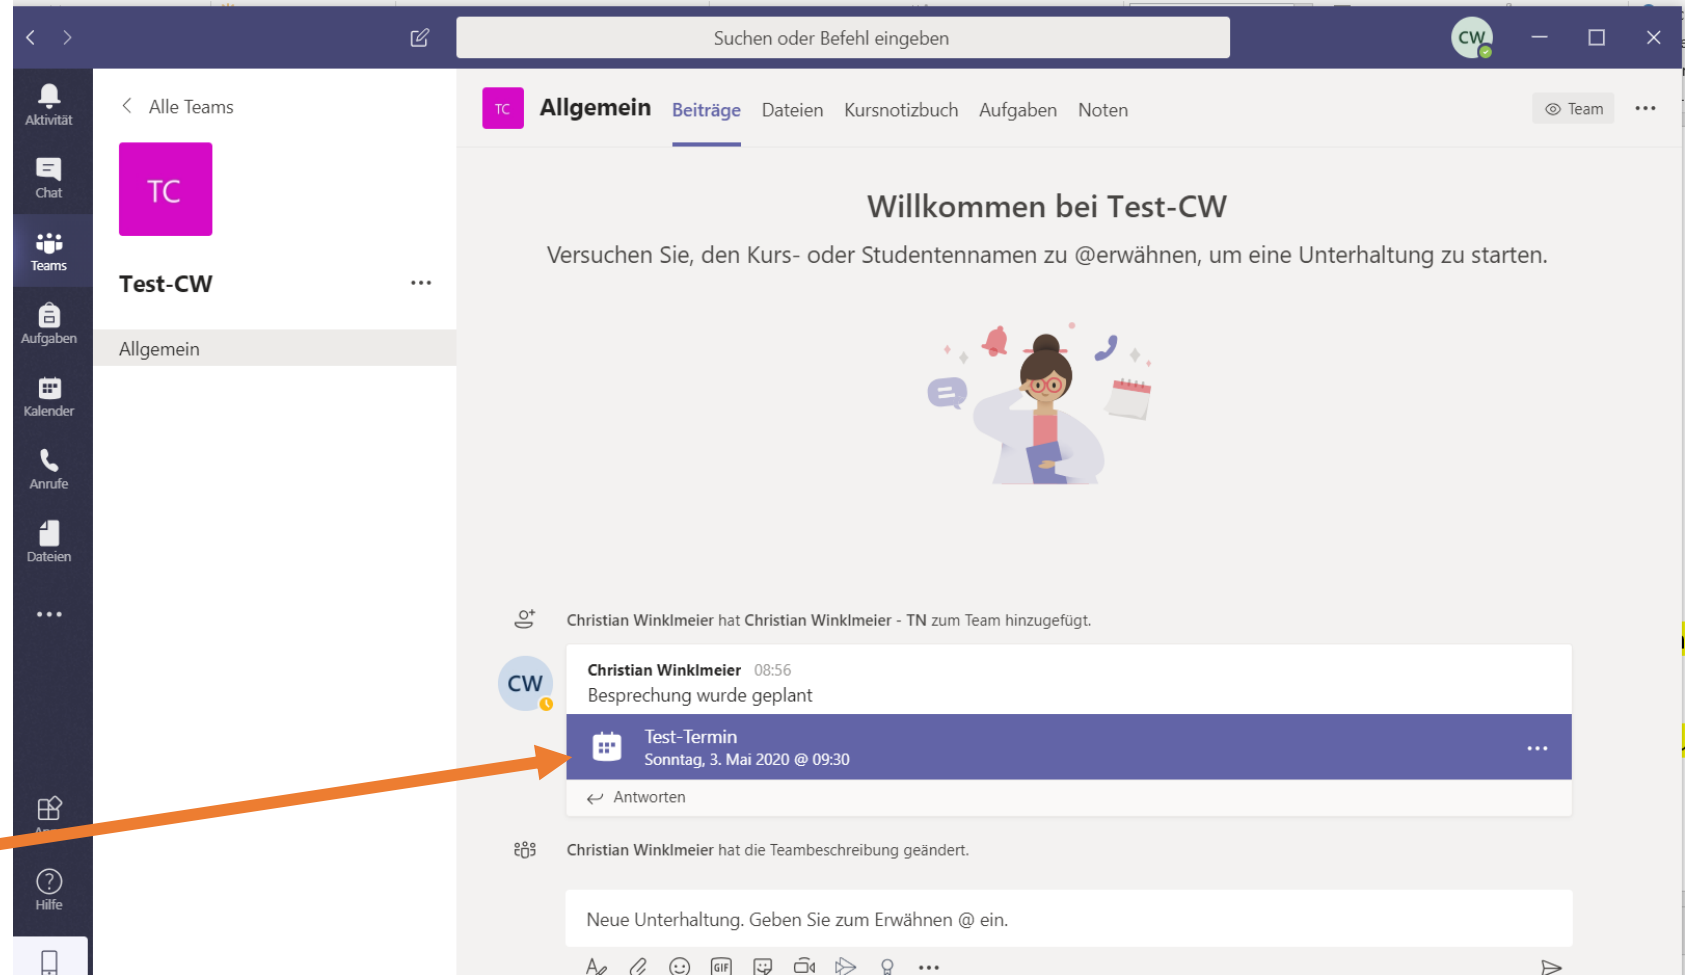 Suchen oder Befehl eingeben
CW
Aktivität
Chat
Teams
Aufgaben
Kalender
Anrufe
Dateien
Hilfe
Alle Teams
TC
Test-CW
Allgemein
TC Allgemein Beiträge Dateien Kursnotizbuch Aufgaben Noten
Team
Willkommen bei Test-CW
Versuchen Sie, den Kurs- oder Studentennamen zu @erwähnen, um eine Unterhaltung zu starten.
Christian Winklmeier hat Christian Winklmeier - TN zum Team hinzugefügt.
CW
Christian Winklmeier 08:56
Besprechung wurde geplant
Test-Termin
Sonntag, 3. Mai 2020 @ 09:30
Antworten
Christian Winklmeier hat die Teambeschreibung geändert.
Neue Unterhaltung. Geben Sie zum Erwähnen @ ein.
GIF